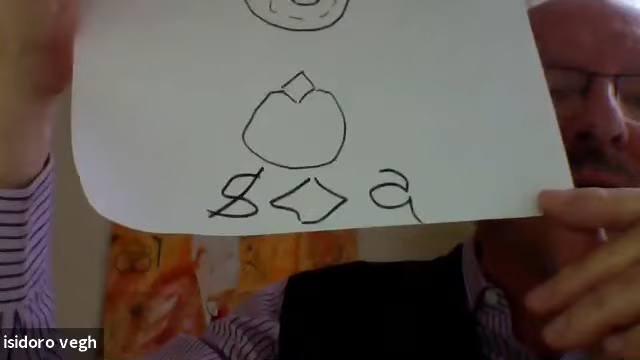 $ ◇ a
isidoro vegh